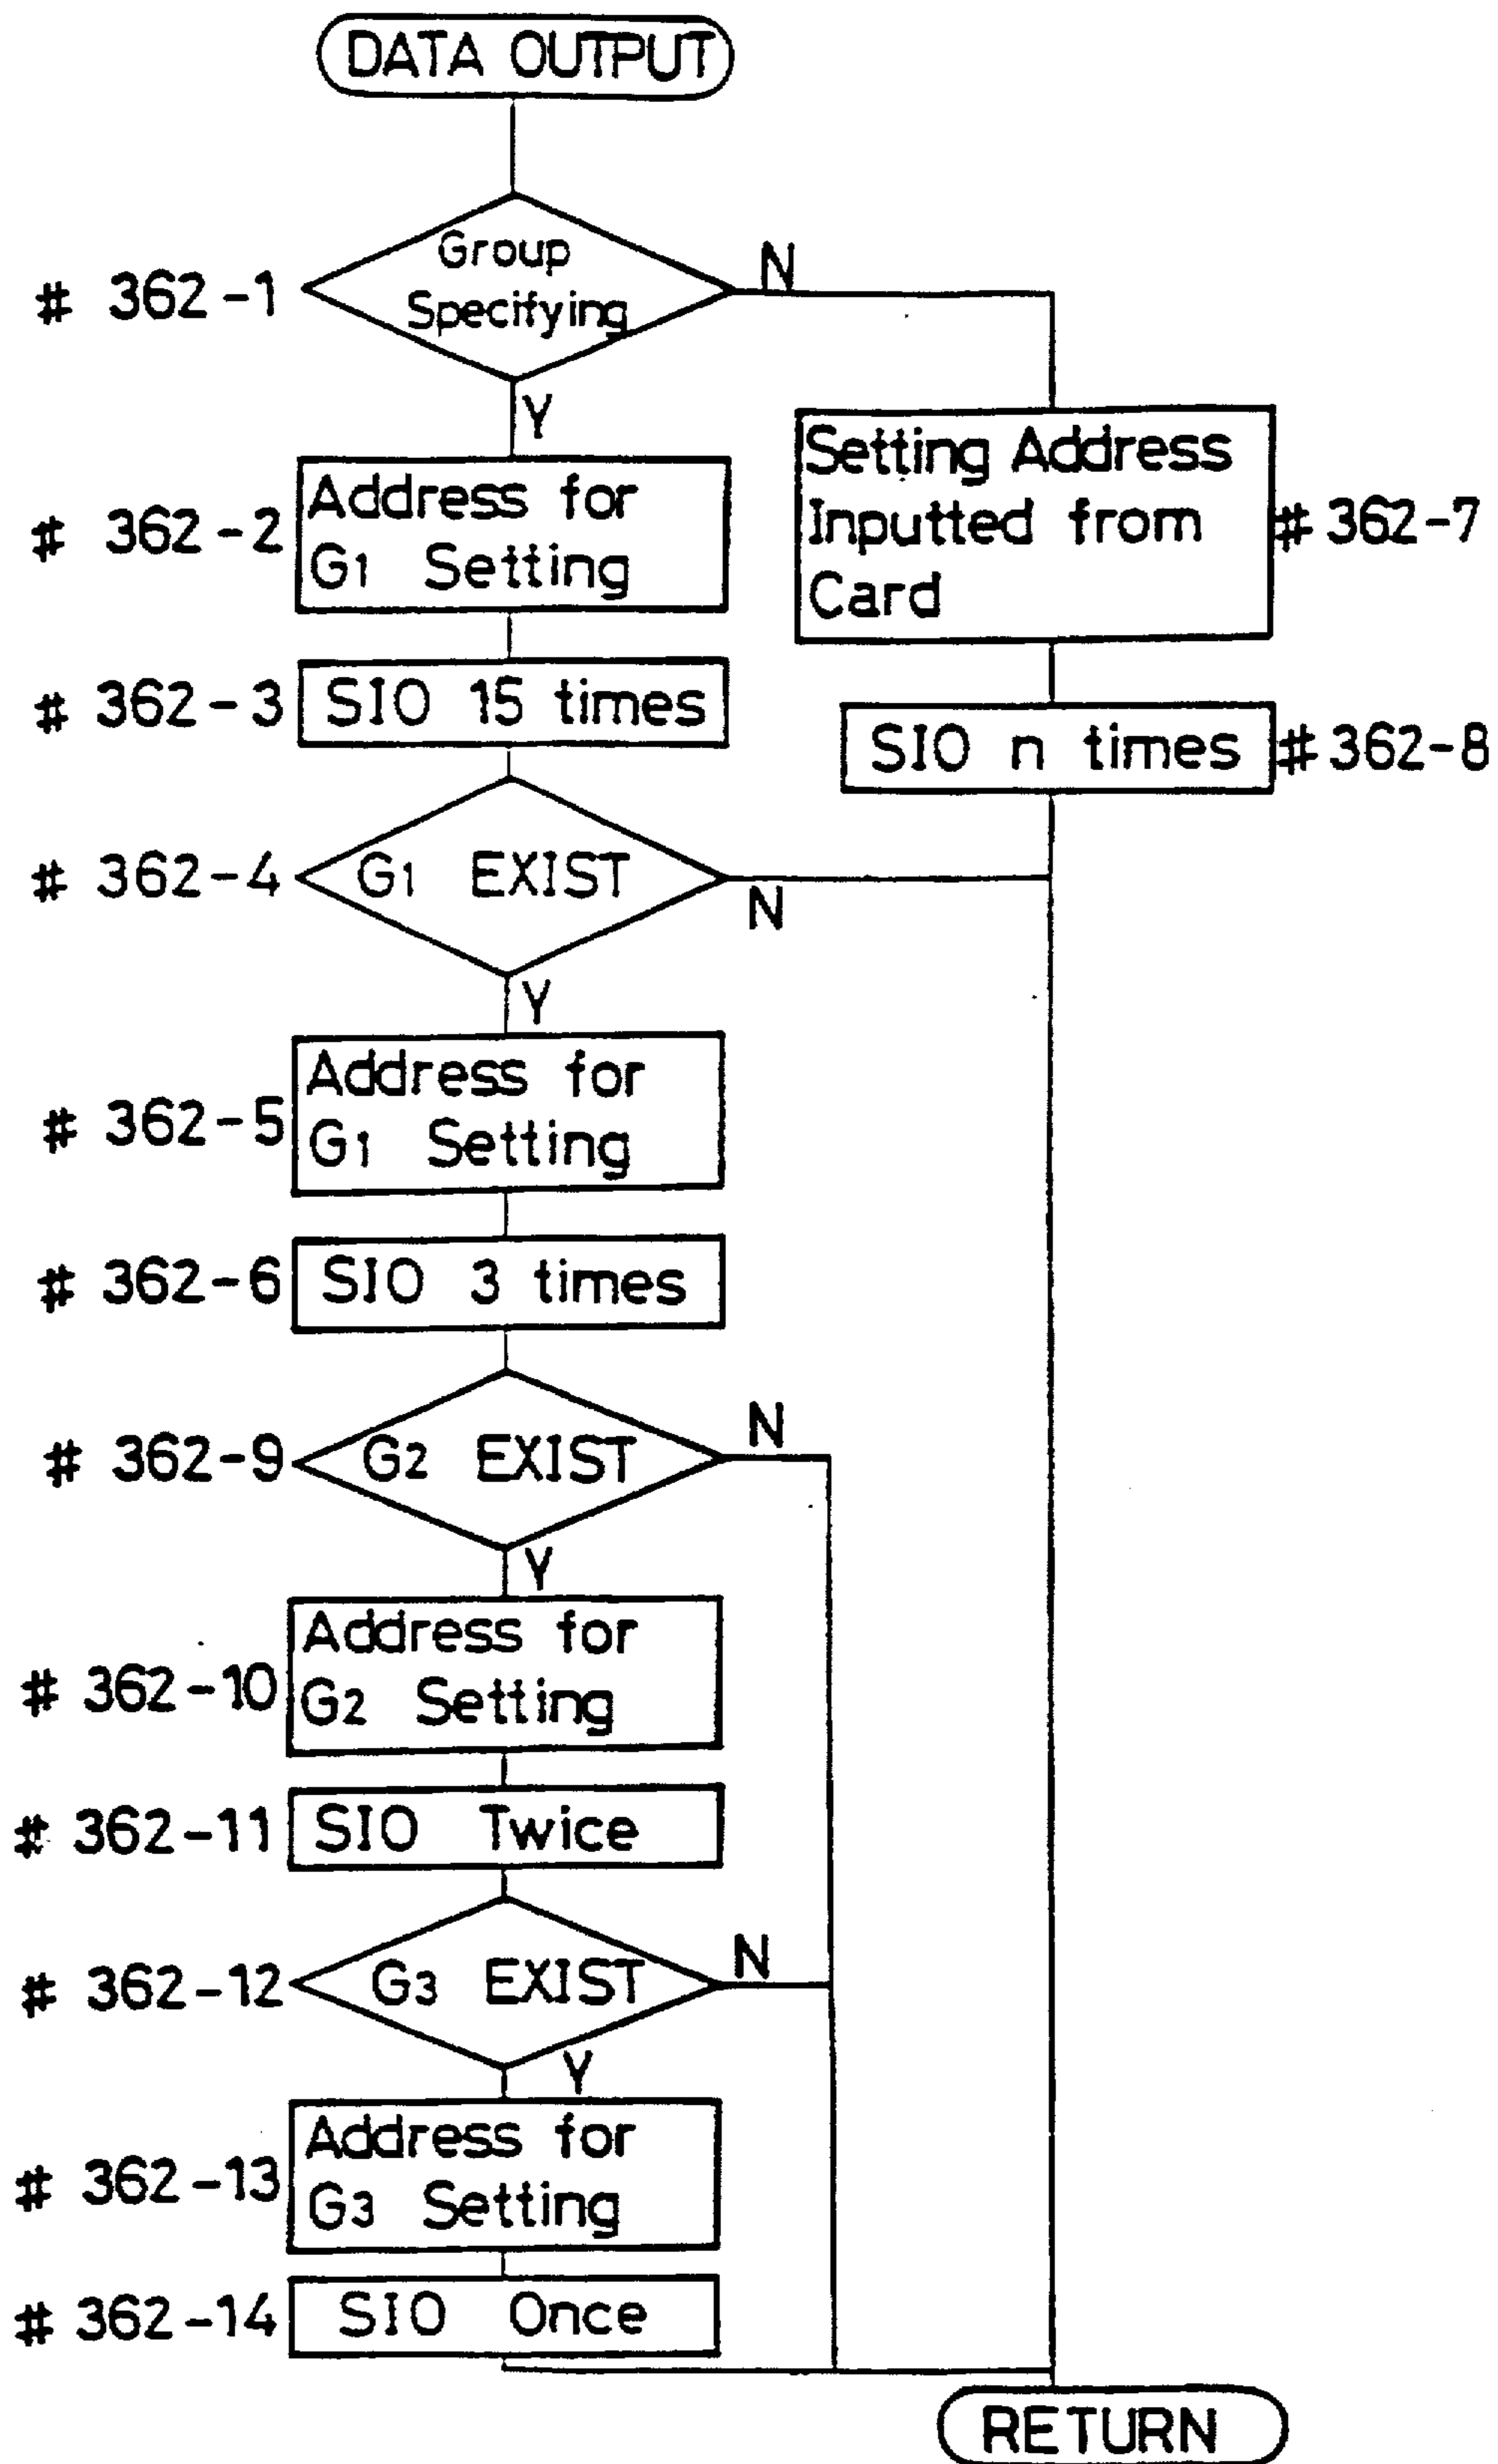 DATA OUTPUT
# 362-1
Group
Specifying
N
Y
# 362-2
Address for
G1 Setting
Setting Address
Inputted from
Card
# 362-7
# 362-3
SIO 15 times
SIO n times
# 362-8
# 362-4
G1 EXIST
N
Y
# 362-5
Address for
G1 Setting
# 362-6
SIO 3 times
# 362-9
G2 EXIST
N
Y
# 362-10
Address for
G2 Setting
# 362-11
SIO Twice
# 362-12
G3 EXIST
N
Y
# 362-13
Address for
G3 Setting
# 362-14
SIO Once
RETURN